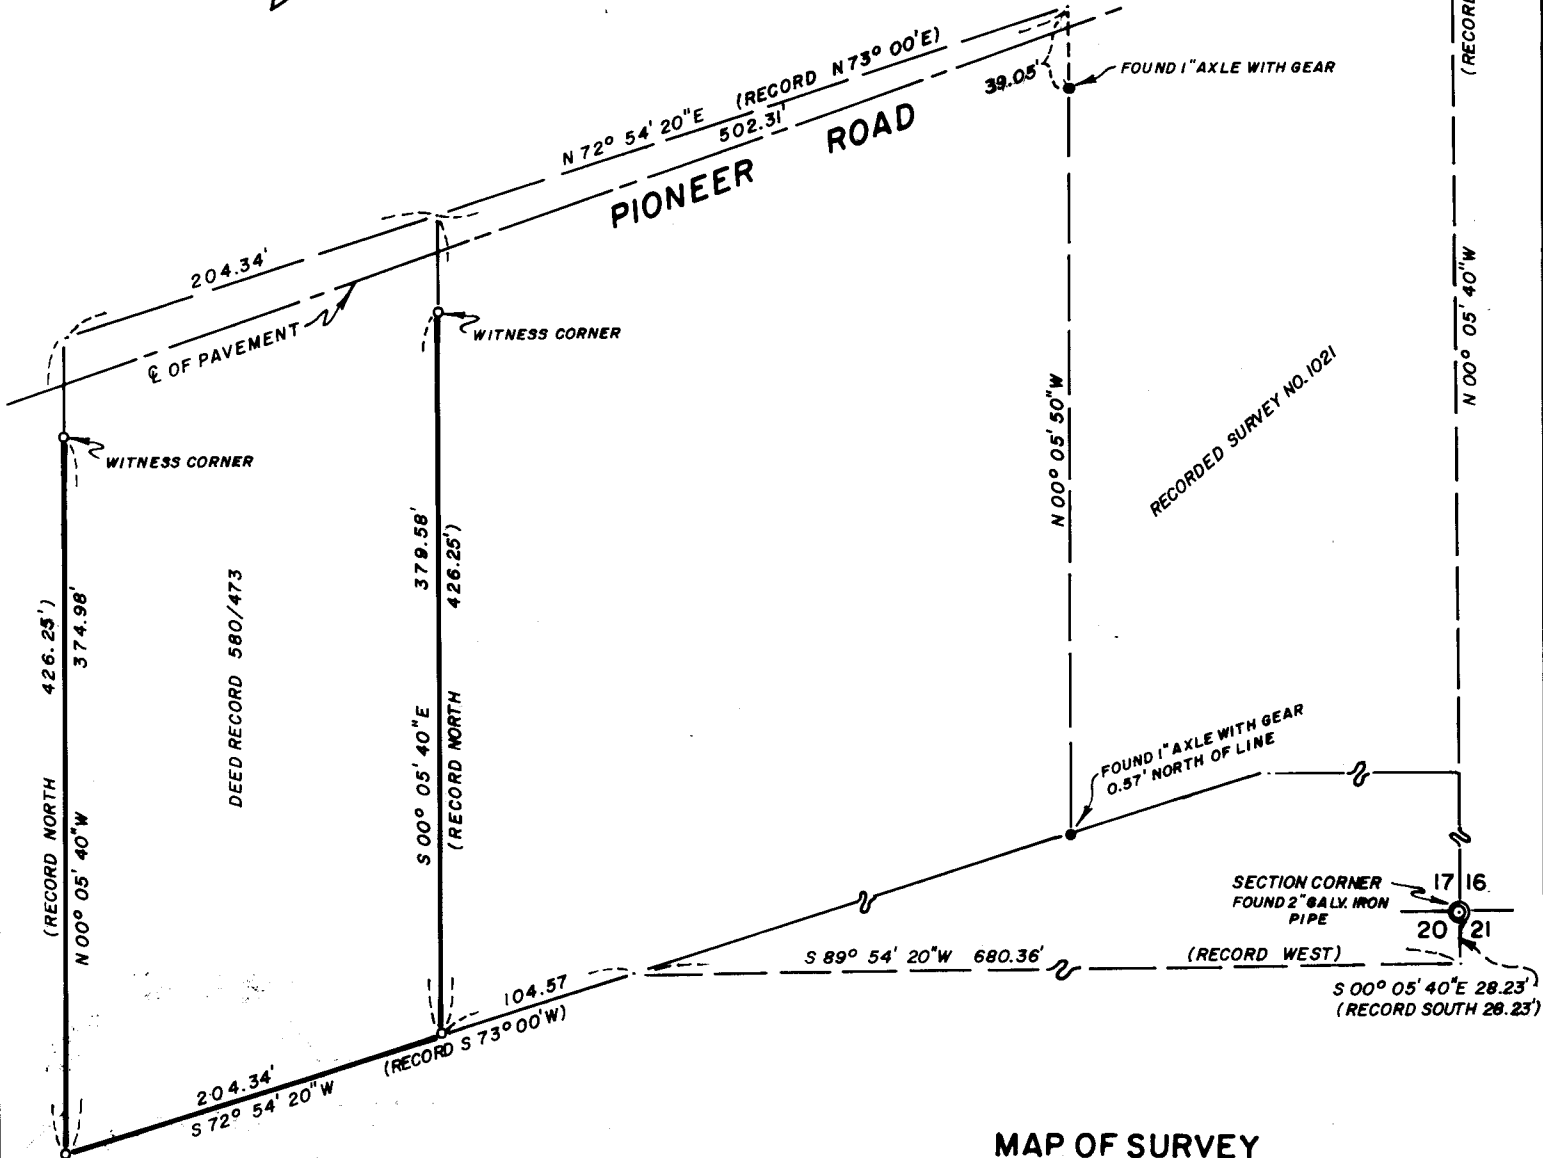 (RECORD
N 72° 54' 20"E (RECORD N 73° 00'E)
502.31'
39.05'
FOUND 1" AXLE WITH GEAR
PIONEER ROAD
204.34'
℄ OF PAVEMENT
WITNESS CORNER
WITNESS CORNER
N 00° 05' 40"W
N 00° 05' 50"W
RECORDED SURVEY NO. 1021
(RECORD NORTH 426.25')
N 00° 05' 40"W 374.98'
DEED RECORD 580/473
S 00° 05' 40"E 379.58'
(RECORD NORTH 426.25')
FOUND 1" AXLE WITH GEAR
0.57' NORTH OF LINE
SECTION CORNER
FOUND 2" GALV. IRON
PIPE
17 16
20 21
S 89° 54' 20"W 680.36' (RECORD WEST)
S 00° 05' 40"E 28.23'
(RECORD SOUTH 28.23')
104.57
(RECORD S 73° 00'W)
204.34'
S 72° 54' 20"W
MAP OF SURVEY